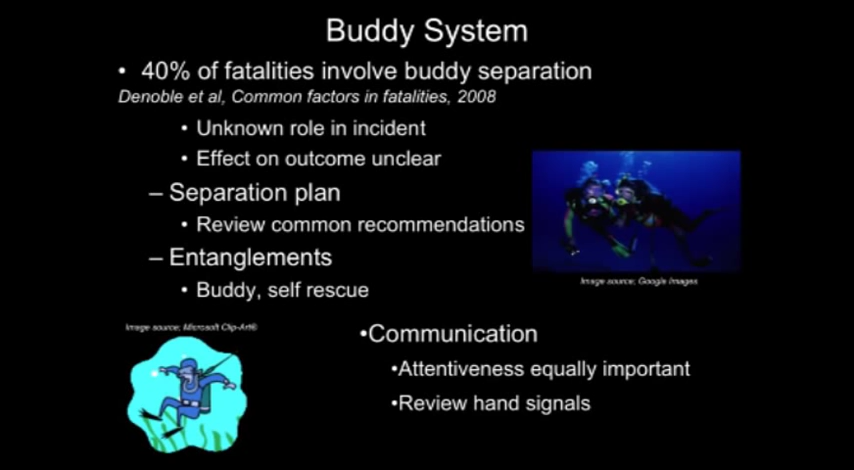 Buddy System
• 40% of fatalities involve buddy separation
Denoble et al, Common factors in fatalities, 2008
• Unknown role in incident
• Effect on outcome unclear
– Separation plan
• Review common recommendations
– Entanglements
• Buddy, self rescue
Image source; Google Images
Image source; Microsoft Clip-Art®
•Communication
•Attentiveness equally important
•Review hand signals